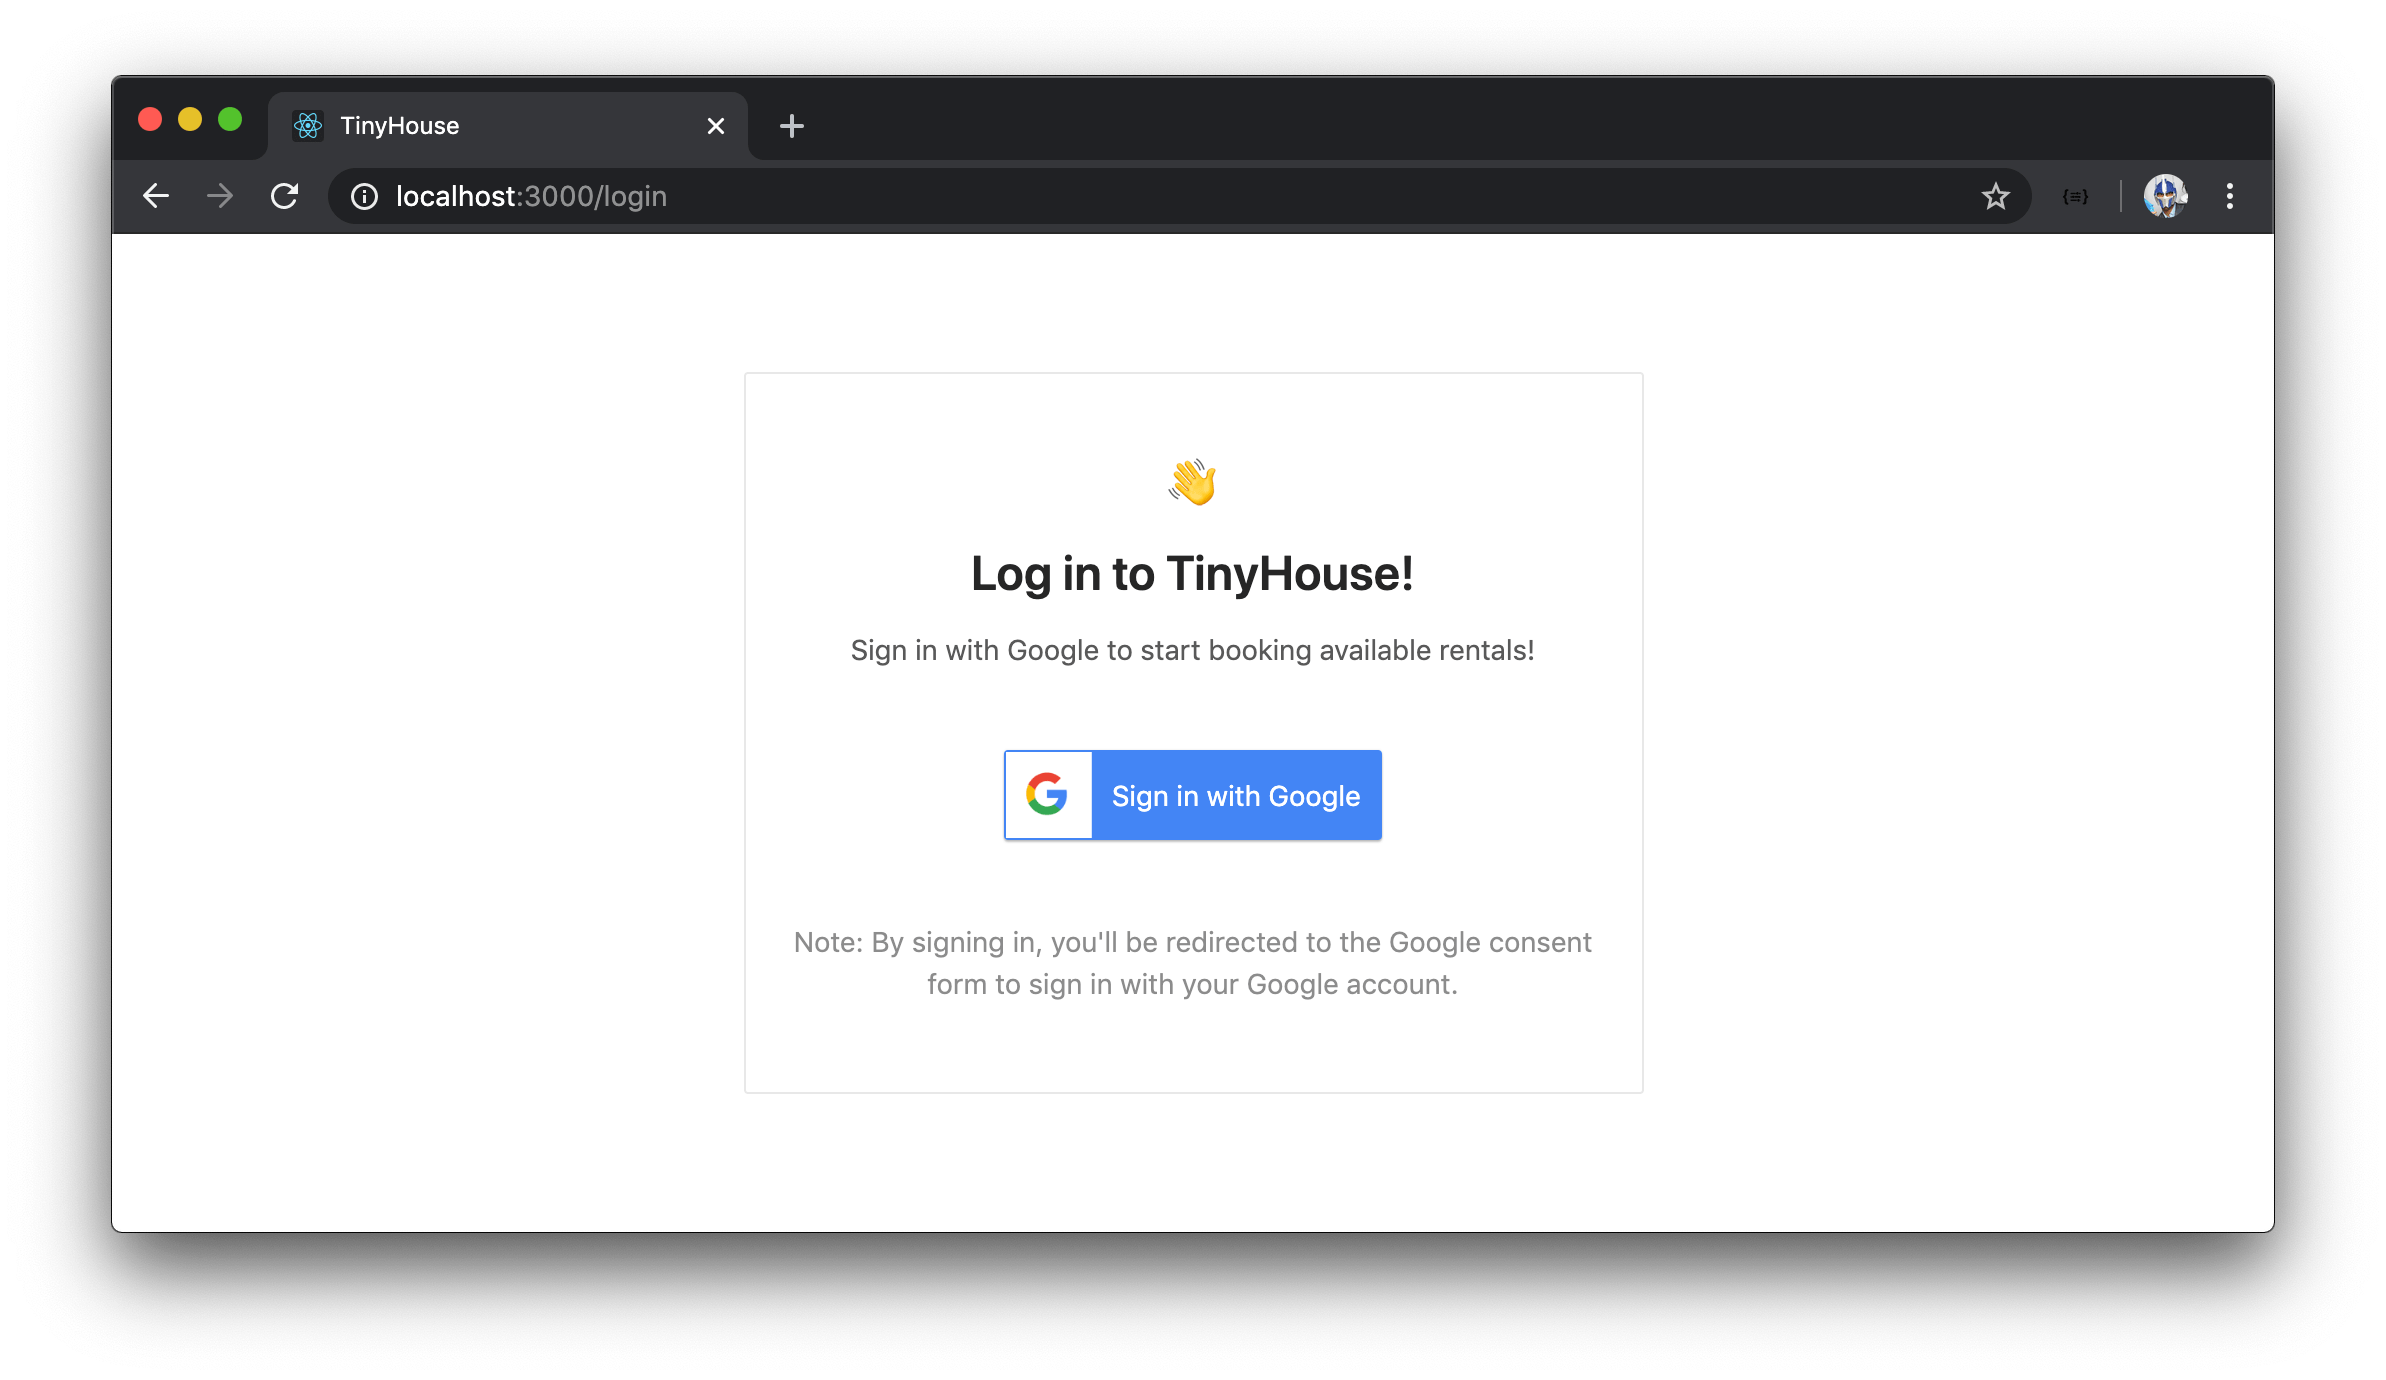 TinyHouse
localhost:3000/login
👋
Log in to TinyHouse!
Sign in with Google to start booking available rentals!
Sign in with Google
Note: By signing in, you'll be redirected to the Google consent
form to sign in with your Google account.